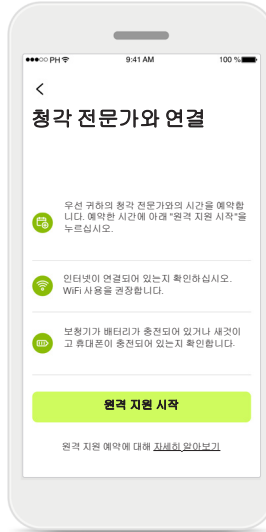 PH 9:41 AM 100 %
청각 전문가와 연결
우선 귀하의 청각 전문가와의 시간을 예약합
니다. 예약한 시간에 아래 "원격 지원 시작"을
누르십시오.
인터넷이 연결되어 있는지 확인하십시오.
WiFi 사용을 권장합니다.
보청기가 배터리가 충전되어 있거나 새것이
고 휴대폰이 충전되어 있는지 확인합니다.
원격 지원 시작
원격 지원 예약에 대해 자세히 알아보기